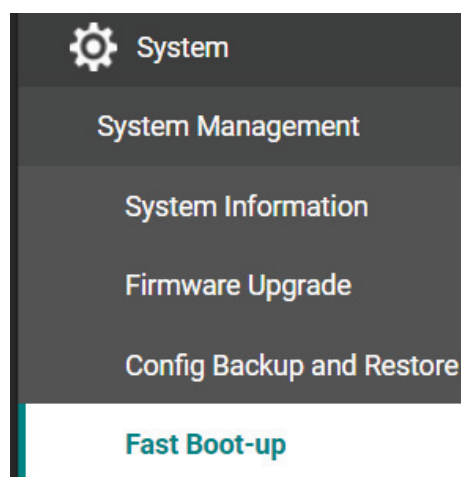 System
System Management
System Information
Firmware Upgrade
Config Backup and Restore
Fast Boot-up